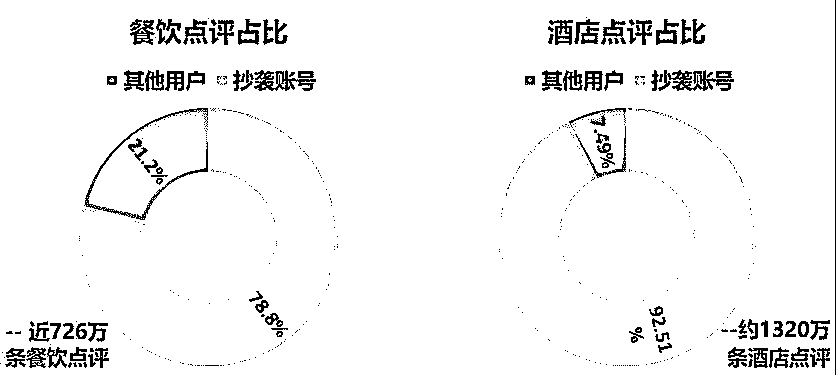 餐饮点评占比
其他用户 抄袭账号
21.2%
78.8%
-- 近726万
条餐饮点评
酒店点评占比
其他用户 抄袭账号
7.49%
92.51
%
--约1320万
条酒店点评